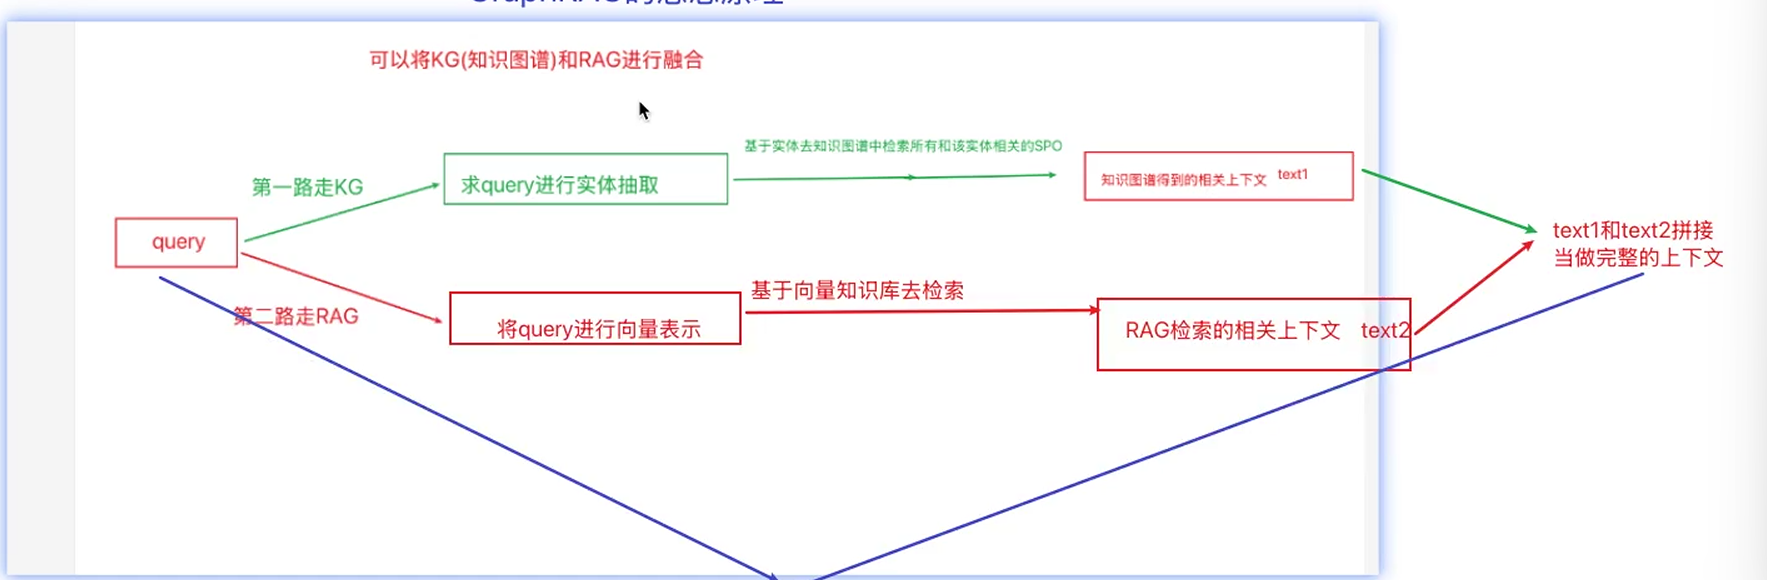 可以将KG(知识图谱)和RAG进行融合
基于实体去知识图谱中检索所有和该实体相关的SPO
第一路走KG
求query进行实体抽取
知识图谱得到的相关上下文 text1
query
text1和text2拼接
当做完整的上下文
第二路走RAG
将query进行向量表示
基于向量知识库去检索
RAG检索的相关上下文 text2